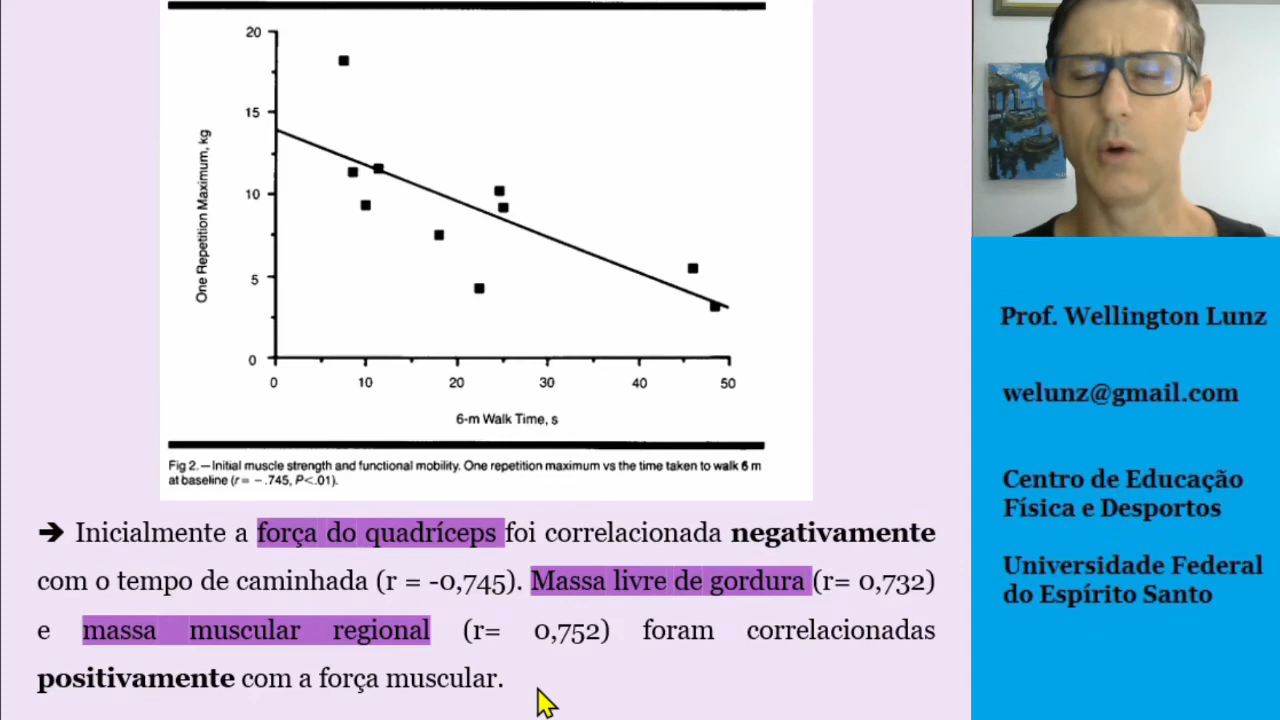 20
15
10
5
0
One Repetition Maximum, kg
0 10 20 30 40 50
6-m Walk Time, s
Fig 2.—Initial muscle strength and functional mobility. One repetition maximum vs the time taken to walk 6 m
at baseline (r= –.745, P<.01).
➔ Inicialmente a força do quadríceps foi correlacionada negativamente
com o tempo de caminhada (r = -0,745). Massa livre de gordura (r= 0,732)
e massa muscular regional (r= 0,752) foram correlacionadas
positivamente com a força muscular.
Prof. Wellington Lunz
welunz@gmail.com
Centro de Educação
Física e Desportos
Universidade Federal
do Espírito Santo